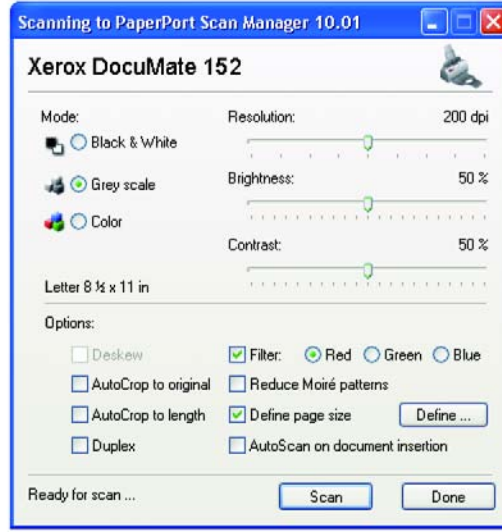 Scanning to PaperPort Scan Manager 10.01
Xerox DocuMate 152
Mode:
Black & White
Grey scale
Color
Letter 8 ½ x 11 in
Resolution: 200 dpi
Brightness: 50 %
Contrast: 50 %
Options:
Deskew
AutoCrop to original
AutoCrop to length
Duplex
Filter: Red Green Blue
Reduce Moiré patterns
Define page size Define ...
AutoScan on document insertion
Ready for scan ... Scan Done